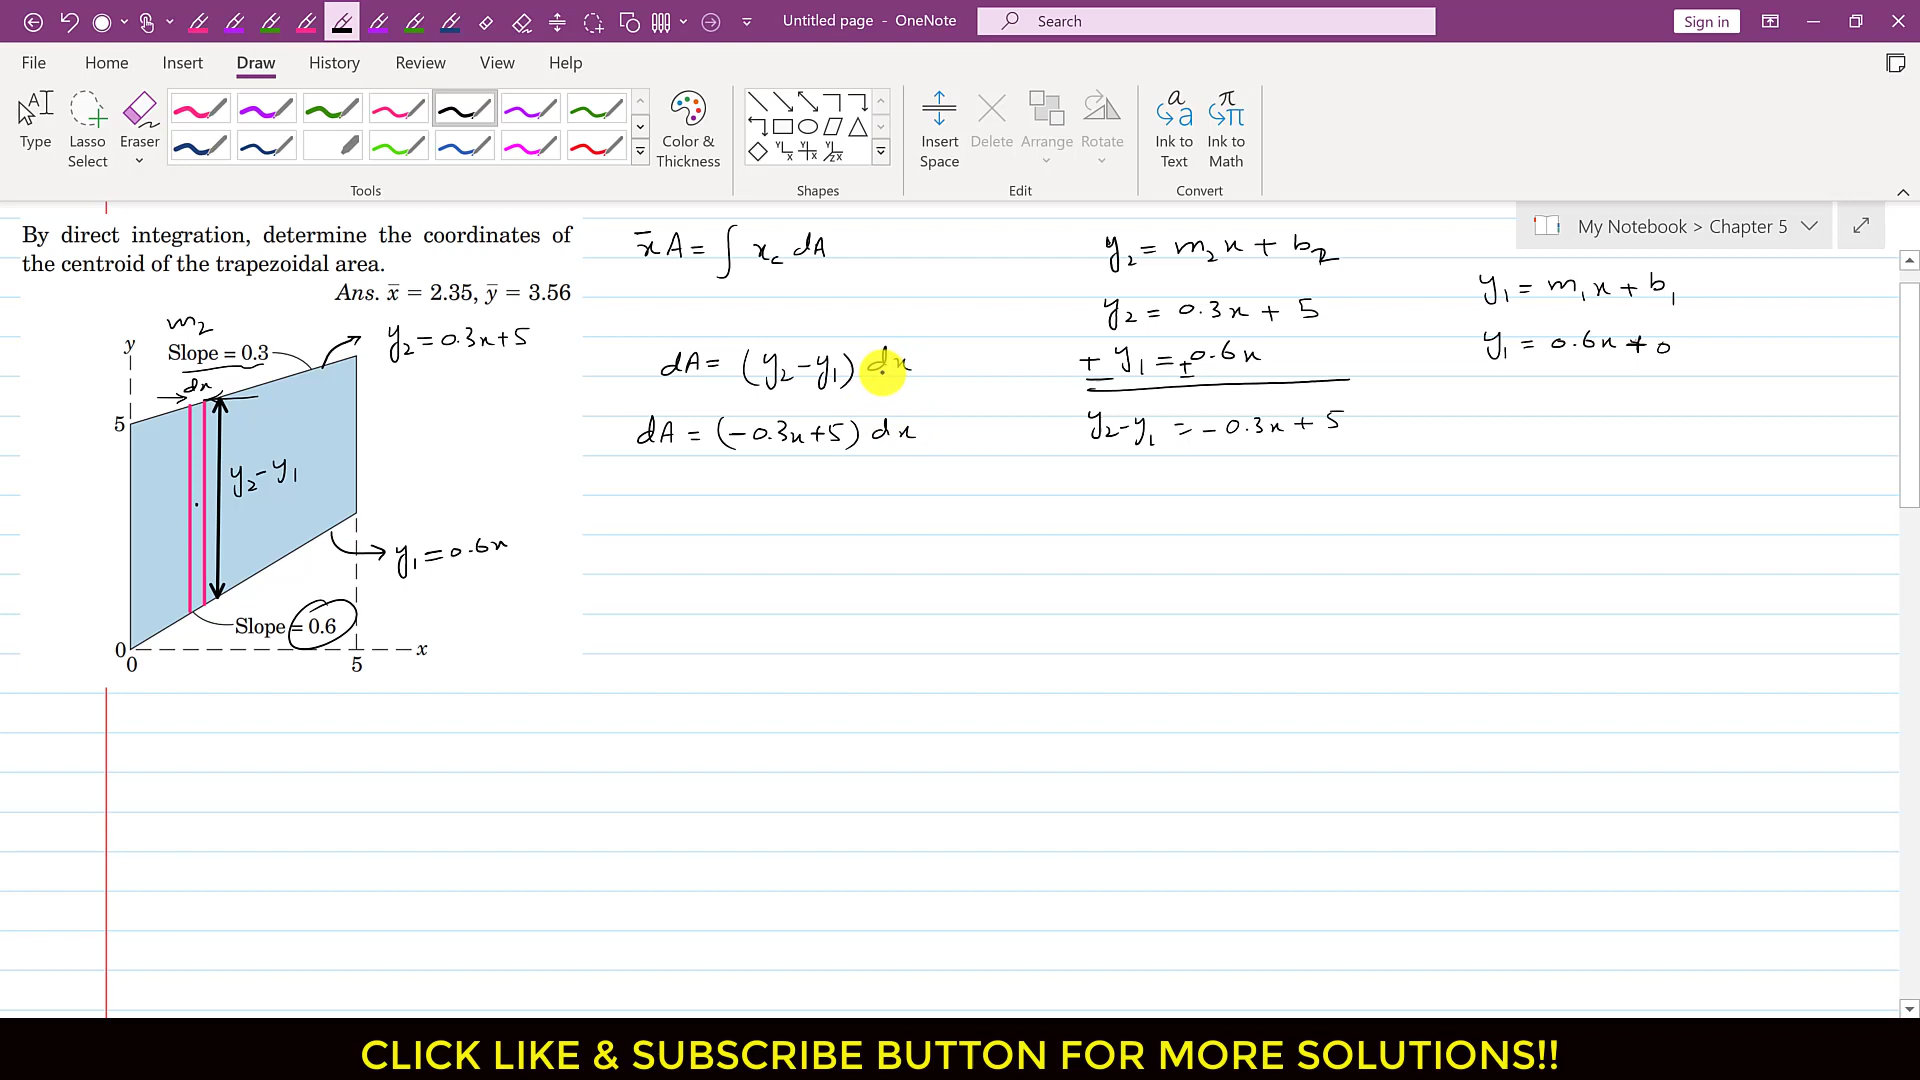 Untitled page - OneNote
Search
Sign in
File Home Insert Draw History Review View Help
Type
Lasso Select
Eraser
Color & Thickness
Insert Space
Delete
Arrange
Rotate
Ink to Text
Ink to Math
Tools
Shapes
Edit
Convert
My Notebook > Chapter 5
By direct integration, determine the coordinates of
the centroid of the trapezoidal area.
Ans. x̄ = 2.35, ȳ = 3.56
m₂
y
Slope = 0.3
y₂ = 0.3x + 5
dx
5
y₂ - y₁
y₁ = 0.6x
Slope = 0.6
0
x
0
5
x̄ A = ∫ x_c dA
dA = (y₂ - y₁) dx
dA = (-0.3x + 5) dx
y₂ = m₂x + b₂
y₂ = 0.3x + 5
± y₁ = ± 0.6x
y₂ - y₁ = -0.3x + 5
y₁ = m₁x + b₁
y₁ = 0.6x + 0
CLICK LIKE & SUBSCRIBE BUTTON FOR MORE SOLUTIONS!!